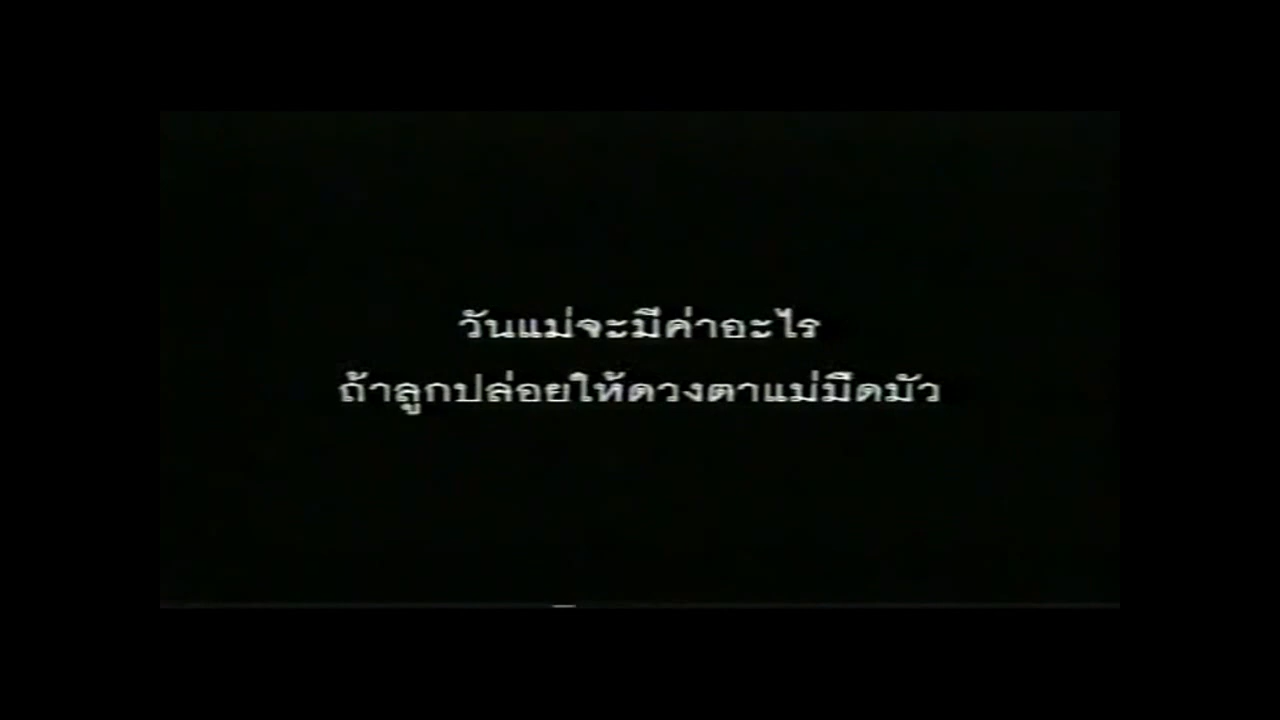 วันแม่จะมีค่าอะไร
ถ้าลูกปล่อยให้ดวงตาแม่มืดมัว